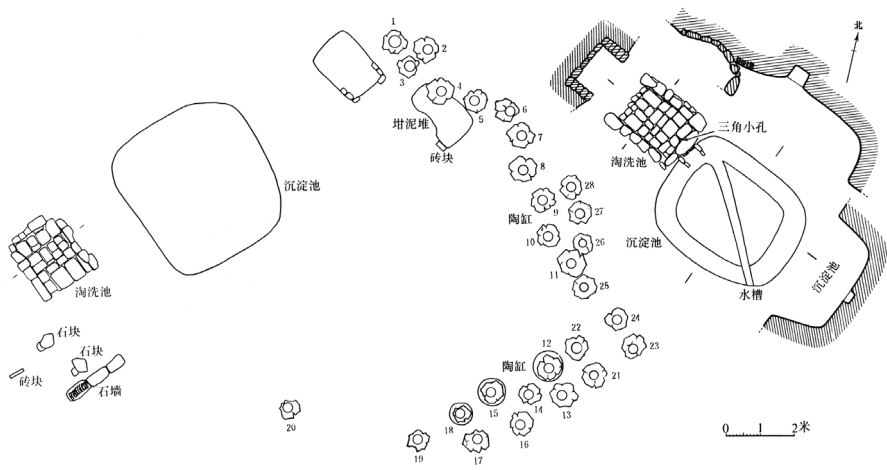 1
2
3
4
5
6
7
8
9
10
11
28
27
26
25
24
23
22
12
21
13
14
15
16
17
18
19
20
北
三角小孔
淘洗池
沉淀池
水槽
沉淀池
坩泥堆
砖块
陶缸
陶缸
沉淀池
淘洗池
石块
石块
砖块
石墙
0 1 2米